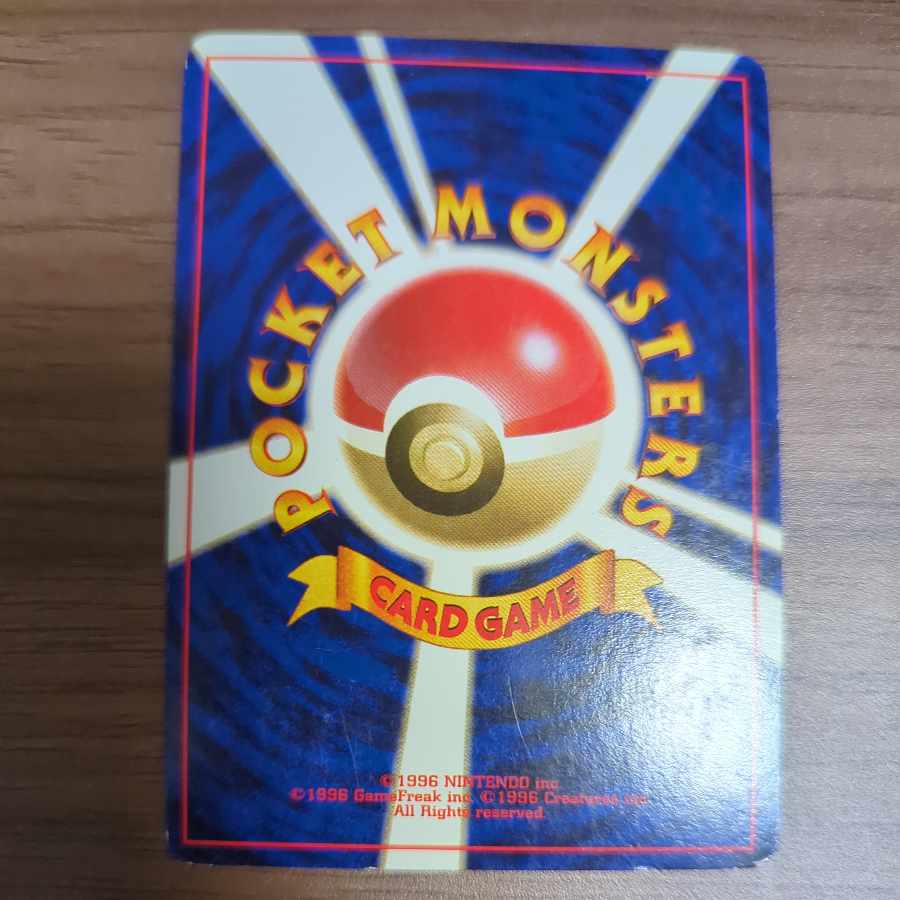 POCKET MONSTERS
CARD GAME
©1996 NINTENDO inc.
©1996 GameFreak inc. ©1996 Creatures inc.
All Rights reserved.